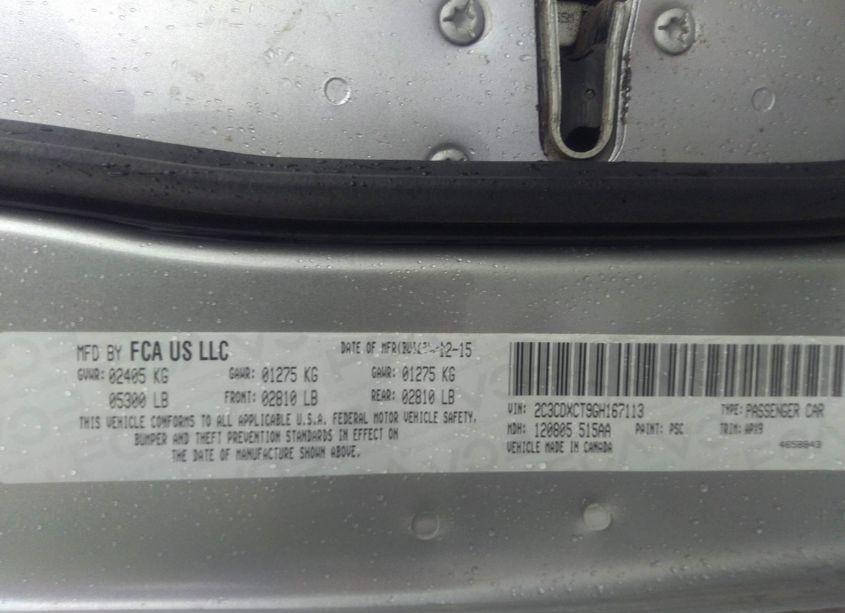 MFD BY FCA US LLC
DATE OF MFR 12-15
GVWR: 02405 KG GAWR: 01275 KG GAWR: 01275 KG
05300 LB FRONT: 02810 LB REAR: 02810 LB
THIS VEHICLE CONFORMS TO ALL APPLICABLE U.S.A. FEDERAL MOTOR VEHICLE SAFETY,
BUMPER AND THEFT PREVENTION STANDARDS IN EFFECT ON
THE DATE OF MANUFACTURE SHOWN ABOVE.
VIN: 2C3CDXCT9GH167113 TYPE: PASSENGER CAR
MDH: 120805 515AA PAINT: PSC TRIM: APX9
VEHICLE MADE IN CANADA 4658843